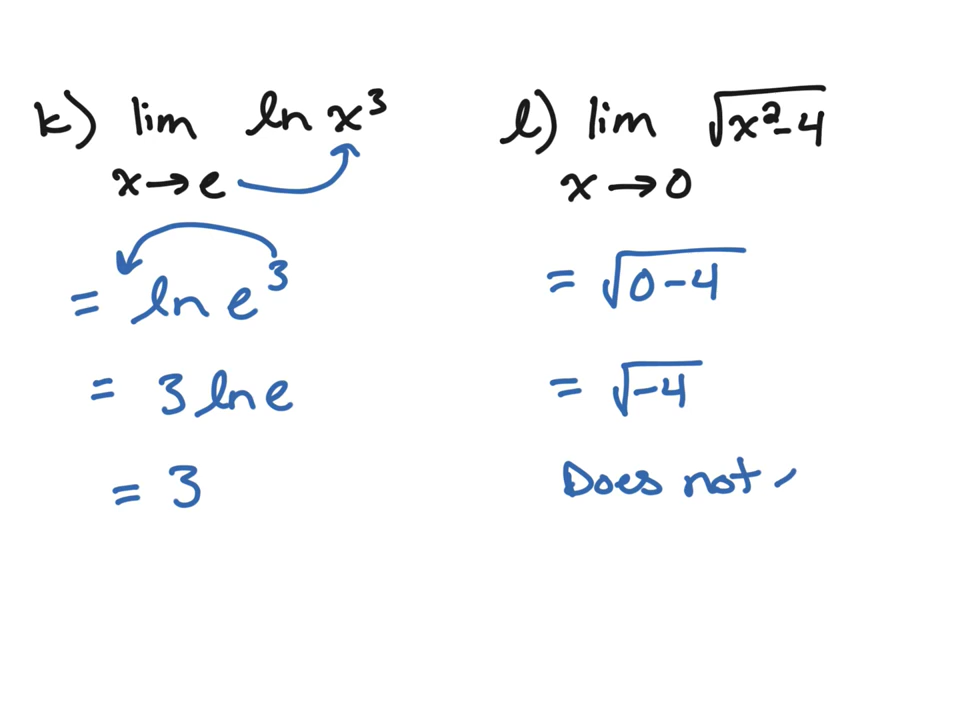 k) lim ln x³
x→e
= ln e³
= 3 ln e
= 3
l) lim √(x²-4)
x→0
= √(0-4)
= √(-4)
Does not